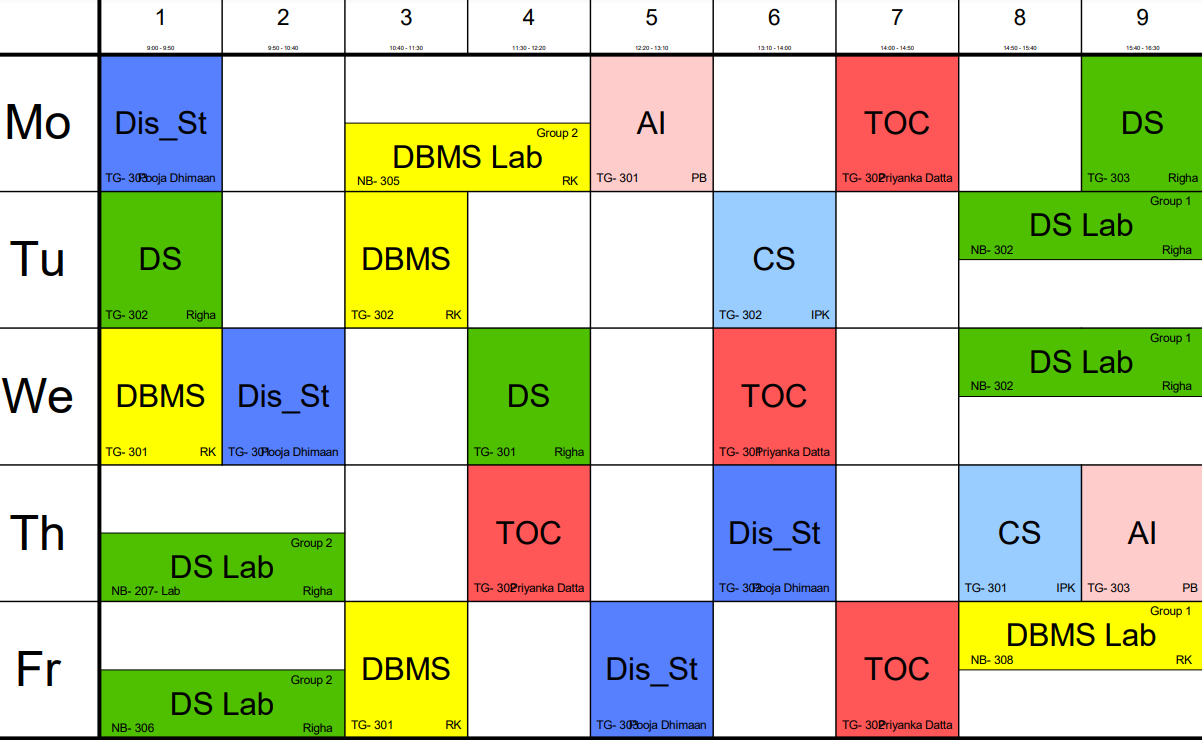 1 2 3 4 5 6 7 8 9
9:00 - 9:50 9:50 - 10:40 10:40 - 11:30 11:30 - 12:20 12:20 - 13:10 13:10 - 14:00 14:00 - 14:50 14:50 - 15:40 15:40 - 16:30
Mo
Dis_St
TG- 303 Pooja Dhimaan
Group 2
DBMS Lab
NB- 305 RK
AI
TG- 301 PB
TOC
TG- 302 Priyanka Datta
DS
TG- 303 Righa
Tu
DS
TG- 302 Righa
DBMS
TG- 302 RK
CS
TG- 302 IPK
Group 1
DS Lab
NB- 302 Righa
We
DBMS
TG- 301 RK
Dis_St
TG- 301 Pooja Dhimaan
DS
TG- 301 Righa
TOC
TG- 301 Priyanka Datta
Group 1
DS Lab
NB- 302 Righa
Th
Group 2
DS Lab
NB- 207- Lab Righa
TOC
TG- 302 Priyanka Datta
Dis_St
TG- 302 Pooja Dhimaan
CS
TG- 301 IPK
AI
TG- 303 PB
Fr
Group 2
DS Lab
NB- 306 Righa
DBMS
TG- 301 RK
Dis_St
TG- 303 Pooja Dhimaan
TOC
TG- 302 Priyanka Datta
Group 1
DBMS Lab
NB- 308 RK